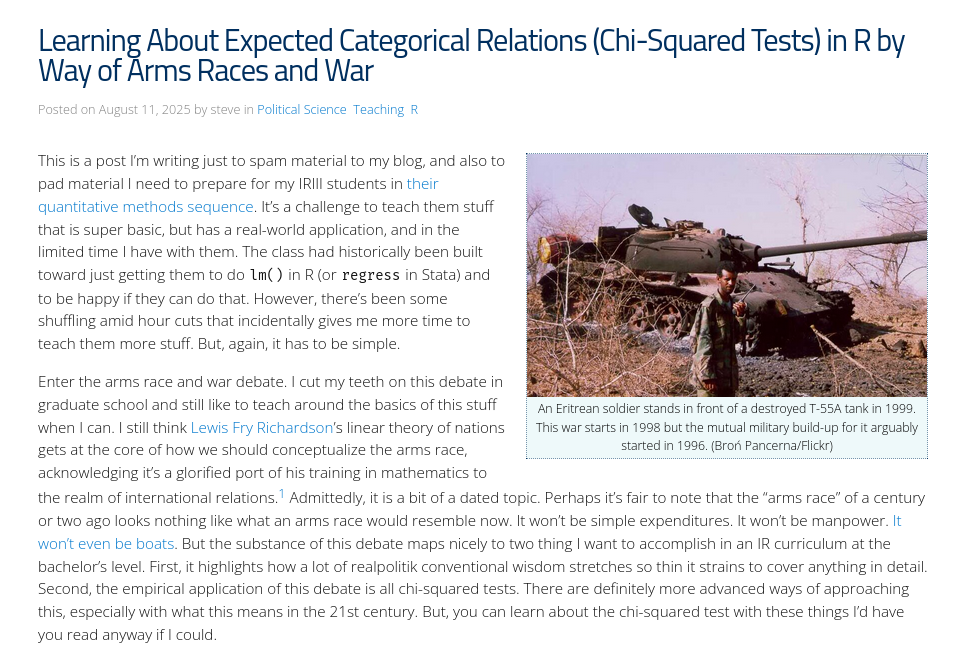 Learning About Expected Categorical Relations (Chi-Squared Tests) in R by
Way of Arms Races and War
Posted on August 11, 2025 by steve in Political Science Teaching R
This is a post I'm writing just to spam material to my blog, and also to
pad material I need to prepare for my IRIII students in their
quantitative methods sequence. It's a challenge to teach them stuff
that is super basic, but has a real-world application, and in the
limited time I have with them. The class had historically been built
toward just getting them to do lm() in R (or regress in Stata) and
to be happy if they can do that. However, there's been some
shuffling amid hour cuts that incidentally gives me more time to
teach them more stuff. But, again, it has to be simple.
An Eritrean soldier stands in front of a destroyed T-55A tank in 1999.
This war starts in 1998 but the mutual military build-up for it arguably
started in 1996. (Broń Pancerna/Flickr)
Enter the arms race and war debate. I cut my teeth on this debate in
graduate school and still like to teach around the basics of this stuff
when I can. I still think Lewis Fry Richardson's linear theory of nations
gets at the core of how we should conceptualize the arms race,
acknowledging it's a glorified port of his training in mathematics to
the realm of international relations.1 Admittedly, it is a bit of a dated topic. Perhaps it's fair to note that the “arms race” of a century
or two ago looks nothing like what an arms race would resemble now. It won't be simple expenditures. It won't be manpower. It
won't even be boats. But the substance of this debate maps nicely to two thing I want to accomplish in an IR curriculum at the
bachelor's level. First, it highlights how a lot of realpolitik conventional wisdom stretches so thin it strains to cover anything in detail.
Second, the empirical application of this debate is all chi-squared tests. There are definitely more advanced ways of approaching
this, especially with what this means in the 21st century. But, you can learn about the chi-squared test with these things I'd have
you read anyway if I could.